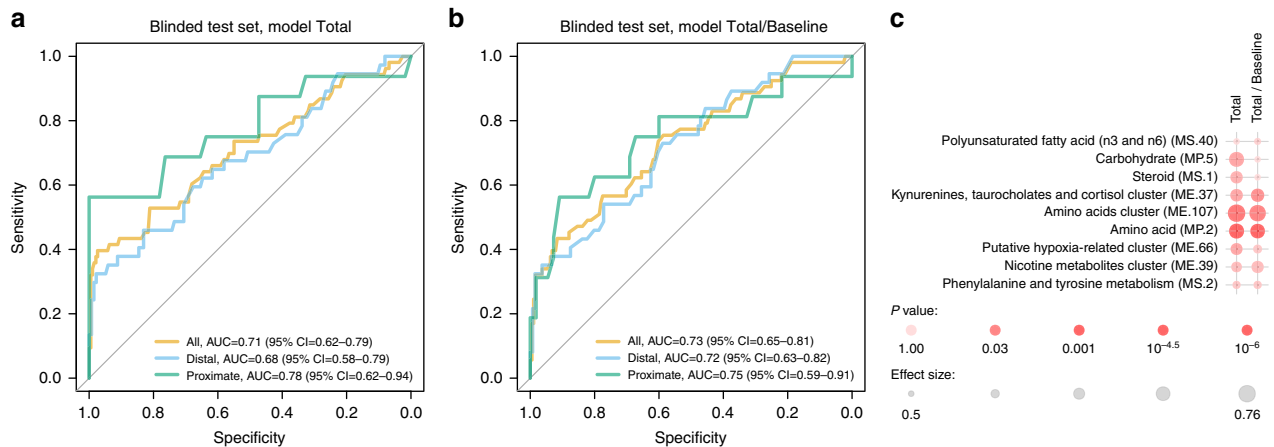 a
Blinded test set, model Total
Sensitivity
1.0
0.8
0.6
0.4
0.2
0.0
All, AUC=0.71 (95% CI=0.62–0.79)
Distal, AUC=0.68 (95% CI=0.58–0.79)
Proximate, AUC=0.78 (95% CI=0.62–0.94)
1.0 0.8 0.6 0.4 0.2 0.0
Specificity
b
Blinded test set, model Total/Baseline
Sensitivity
1.0
0.8
0.6
0.4
0.2
0.0
All, AUC=0.73 (95% CI=0.65–0.81)
Distal, AUC=0.72 (95% CI=0.63–0.82)
Proximate, AUC=0.75 (95% CI=0.59–0.91)
1.0 0.8 0.6 0.4 0.2 0.0
Specificity
c
Total
Total / Baseline
Polyunsaturated fatty acid (n3 and n6) (MS.40)
Carbohydrate (MP.5)
Steroid (MS.1)
Kynurenines, taurocholates and cortisol cluster (ME.37)
Amino acids cluster (ME.107)
Amino acid (MP.2)
Putative hypoxia-related cluster (ME.66)
Nicotine metabolites cluster (ME.39)
Phenylalanine and tyrosine metabolism (MS.2)
P value:
1.00 0.03 0.001 10⁻⁴·⁵ 10⁻⁶
Effect size:
0.5 0.76